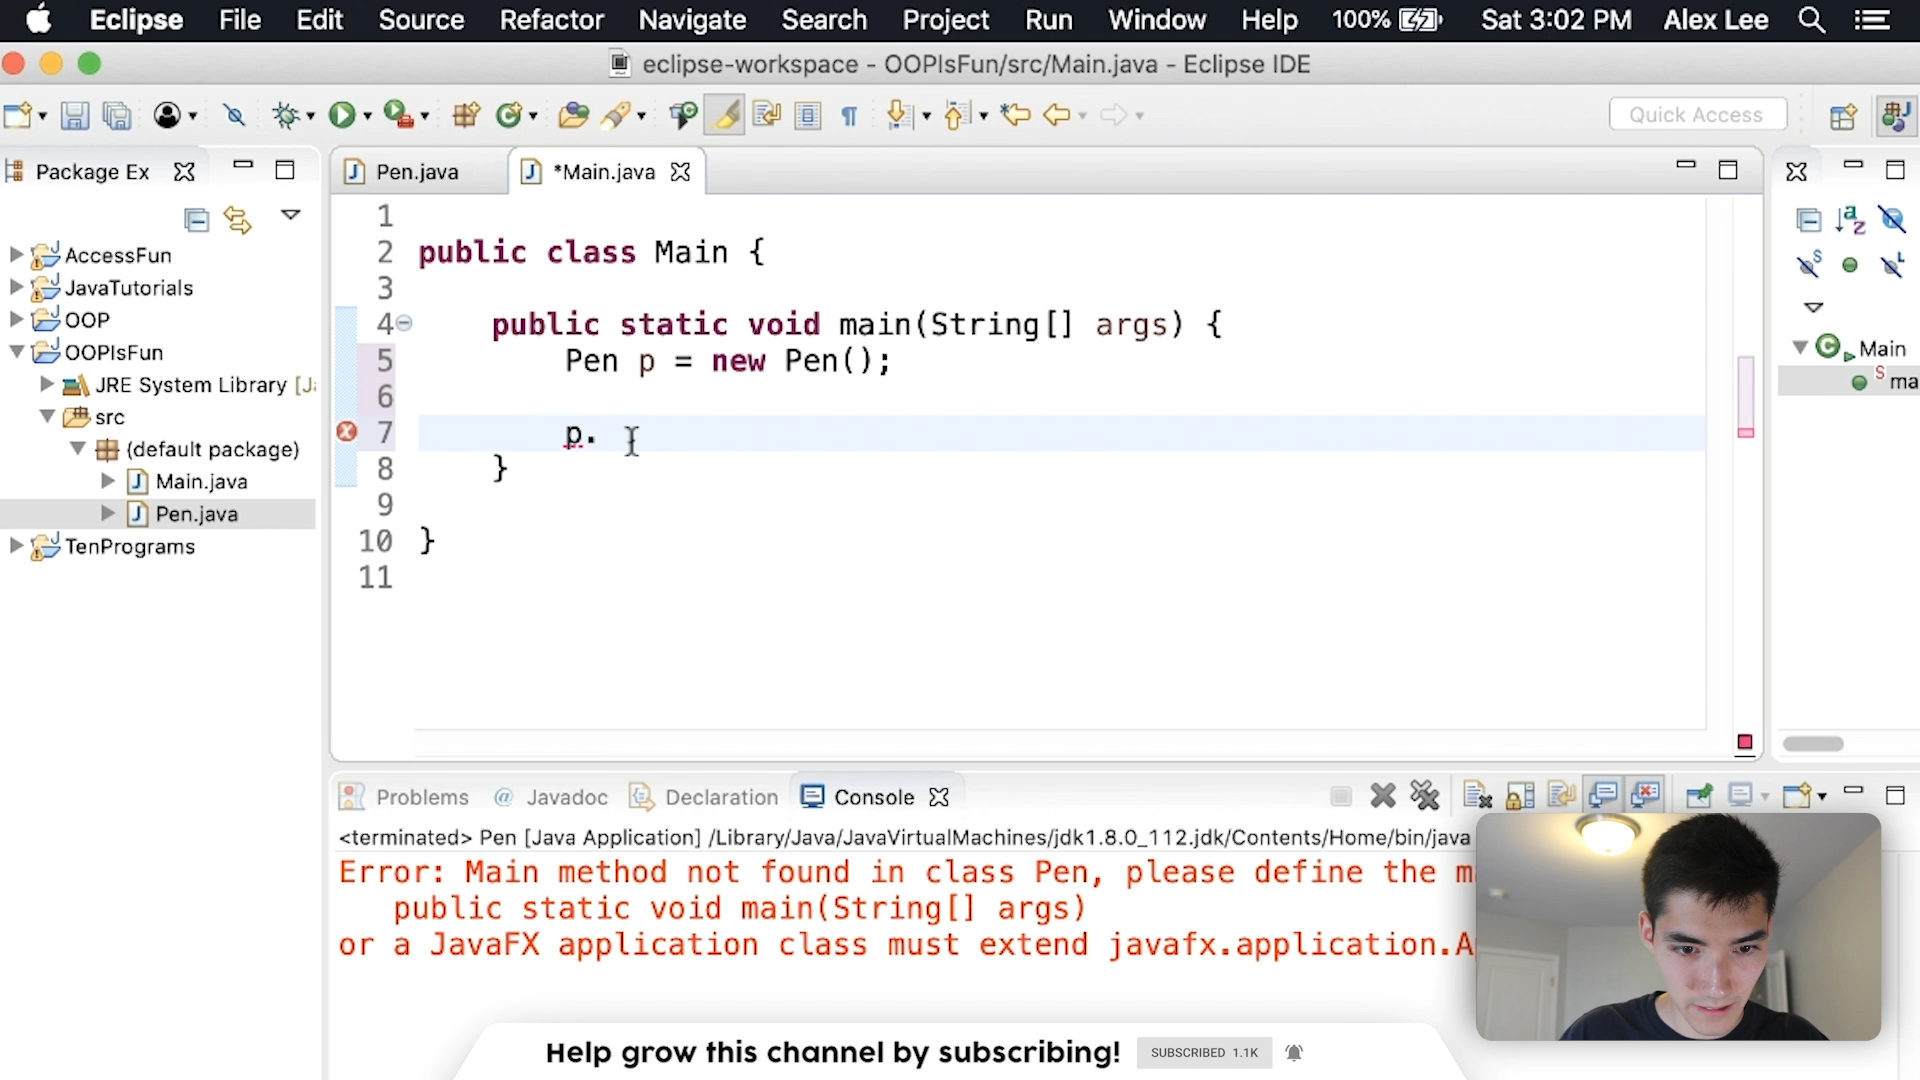 Eclipse File Edit Source Refactor Navigate Search Project Run Window Help 100% Sat 3:02 PM Alex Lee
eclipse-workspace - OOPIsFun/src/Main.java - Eclipse IDE
Quick Access
Package Ex
Pen.java
*Main.java
AccessFun
JavaTutorials
OOP
OOPIsFun
JRE System Library [J
src
(default package)
Main.java
Pen.java
TenPrograms
1
2 public class Main {
3
4 public static void main(String[] args) {
5 Pen p = new Pen();
6
7 p.
8 }
9
10 }
11
Main
ma
Problems @ Javadoc Declaration Console
<terminated> Pen [Java Application] /Library/Java/JavaVirtualMachines/jdk1.8.0_112.jdk/Contents/Home/bin/java
Error: Main method not found in class Pen, please define the m
public static void main(String[] args)
or a JavaFX application class must extend javafx.application.A
Help grow this channel by subscribing! SUBSCRIBED 1.1K